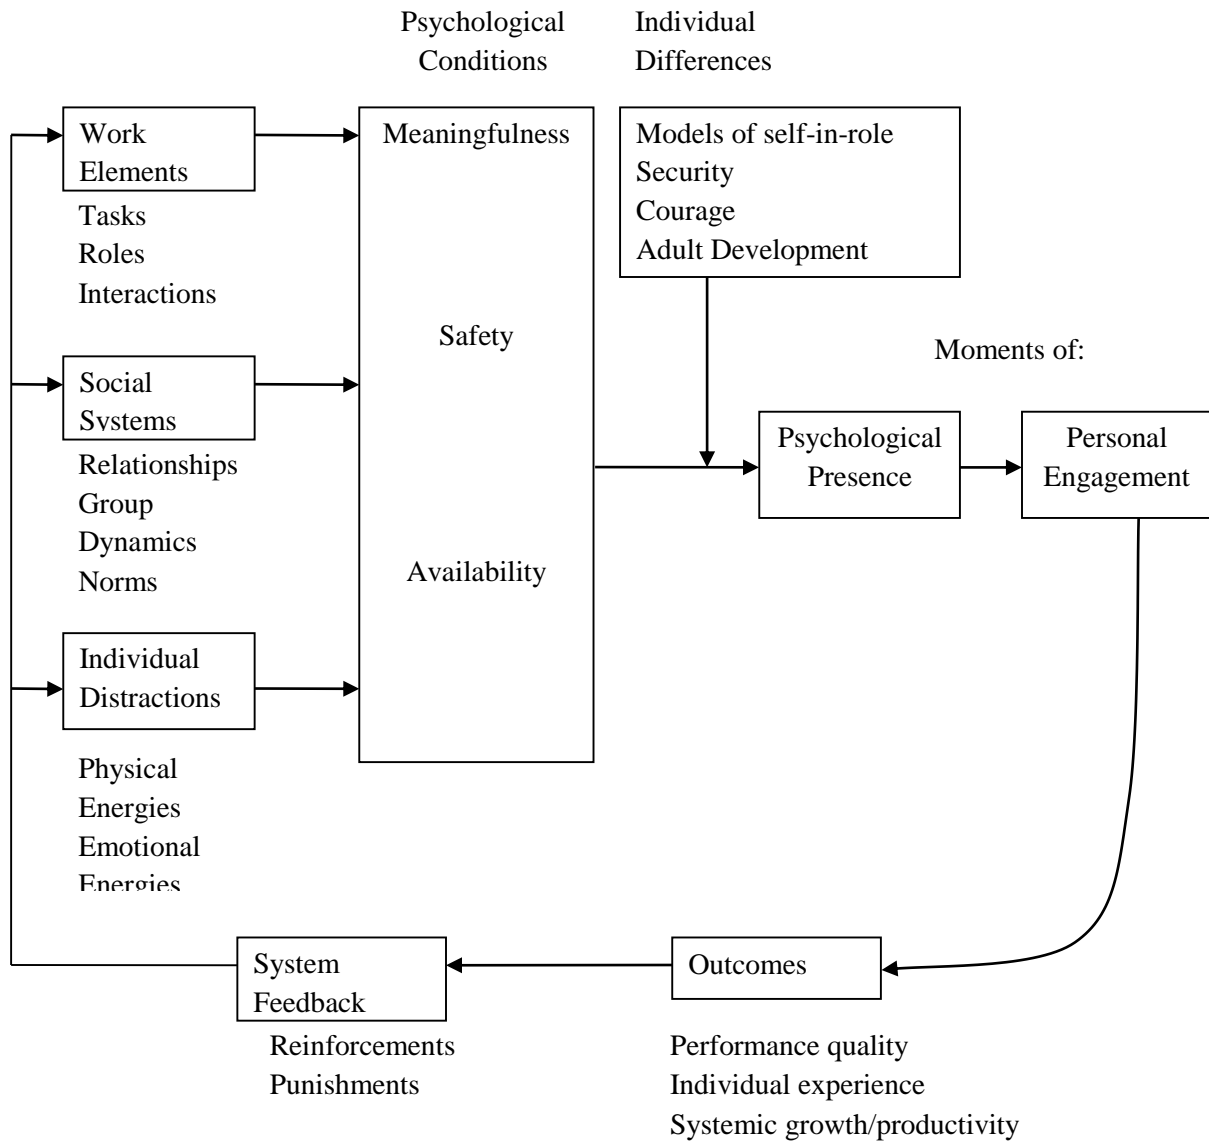 Psychological
Conditions
Individual
Differences
Work
Elements
Tasks
Roles
Interactions
Meaningfulness
Safety
Availability
Models of self-in-role
Security
Courage
Adult Development
Social
Systems
Relationships
Group
Dynamics
Norms
Moments of:
Psychological
Presence
Personal
Engagement
Individual
Distractions
Physical
Energies
Emotional
Energies
System
Feedback
Reinforcements
Punishments
Outcomes
Performance quality
Individual experience
Systemic growth/productivity